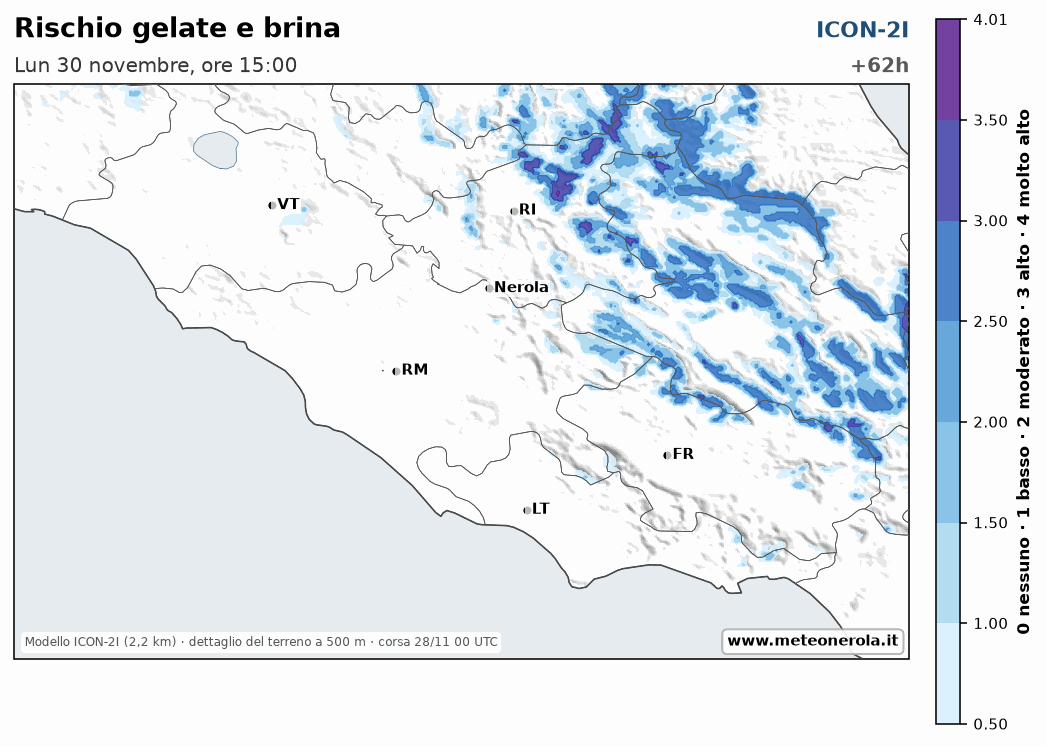 Rischio gelate e brina
ICON-2I
Lun 30 novembre, ore 15:00
+62h
VT
RI
Nerola
RM
FR
LT
Modello ICON-2I (2,2 km) · dettaglio del terreno a 500 m · corsa 28/11 00 UTC
www.meteonerola.it
4.01
3.50
3.00
2.50
2.00
1.50
1.00
0.50
0 nessuno · 1 basso · 2 moderato · 3 alto · 4 molto alto